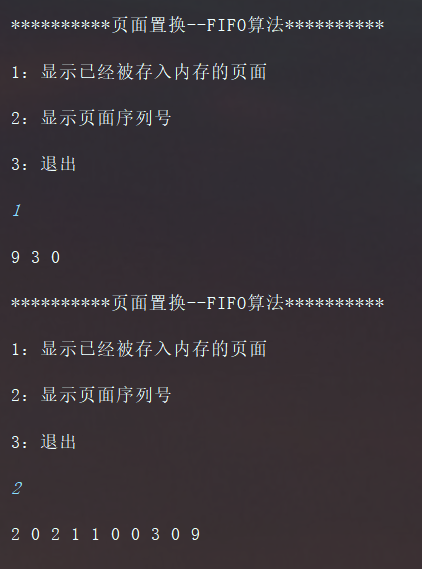 **********页面置换--FIFO算法**********
1：显示已经被存入内存的页面
2：显示页面序列号
3：退出
1
9 3 0
**********页面置换--FIFO算法**********
1：显示已经被存入内存的页面
2：显示页面序列号
3：退出
2
2 0 2 1 1 0 0 3 0 9